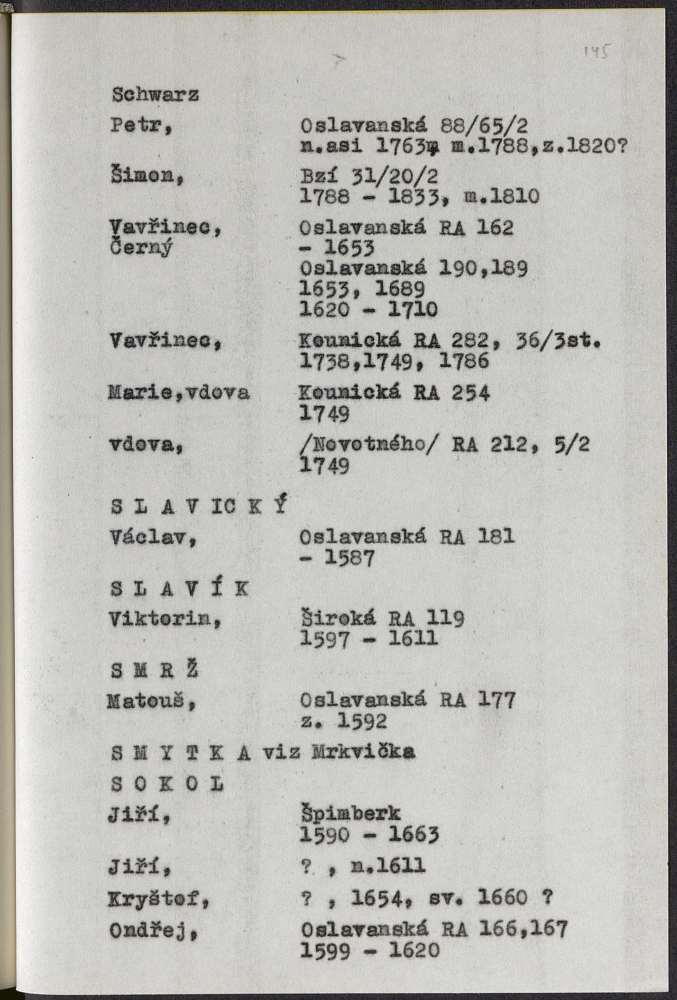 145
Schwarz
Petr, Oslavanská 88/65/2
n.asi 1763, m.1788,z.1820?
Šimon, Bzí 31/20/2
1788 - 1833, m.1810
Vavřinec, Oslavanská RA 162
Černý - 1653
Oslavanská 190,189
1653, 1689
1620 - 1710
Vavřinec, Kounická RA 282, 36/3st.
1738,1749, 1786
Marie,vdova Kounická RA 254
1749
vdova, /Novotného/ RA 212, 5/2
1749
S L A V IC K Ý
Václav, Oslavanská RA 181
- 1587
S L A V Í K
Viktorin, Široká RA 119
1597 - 1611
S M R Ž
Matouš, Oslavanská RA 177
z. 1592
S M Y T K A viz Mrkvička
S O K O L
Jiří, Špimberk
1590 - 1663
Jiří, ? , n.1611
Kryštof, ? , 1654, sv. 1660 ?
Ondřej, Oslavanská RA 166,167
1599 - 1620